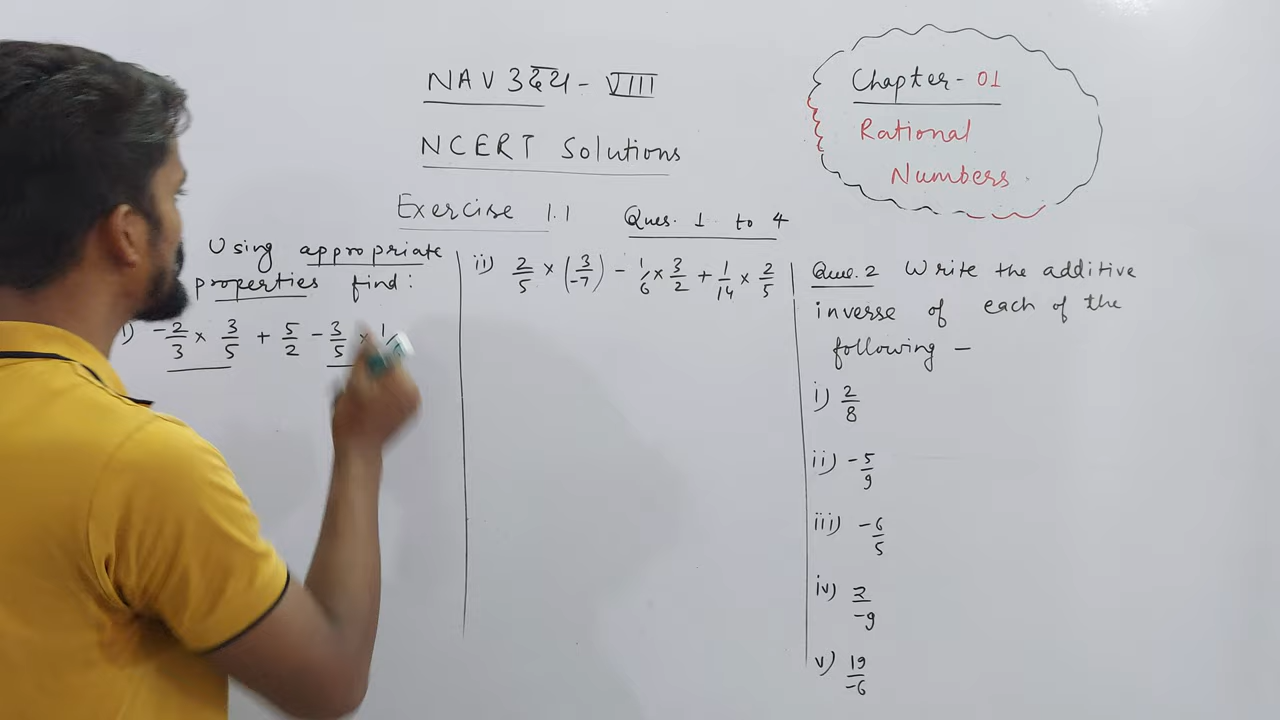 NAV३ईयी - VIII
NCERT Solutions
Chapter - 01
Rational
Numbers
Exercise 1.1 Ques. 1 to 4
Using appropriate
properties find:
i) -2/3 × 3/5 + 5/2 - 3/5 × 1/
ii) 2/5 × (3/-7) - 1/6 × 3/2 + 1/14 × 2/5
Que. 2 Write the additive
inverse of each of the
following -
i) 2/8
ii) -5/9
iii) -6/5
iv) 2/-9
v) 19/-6